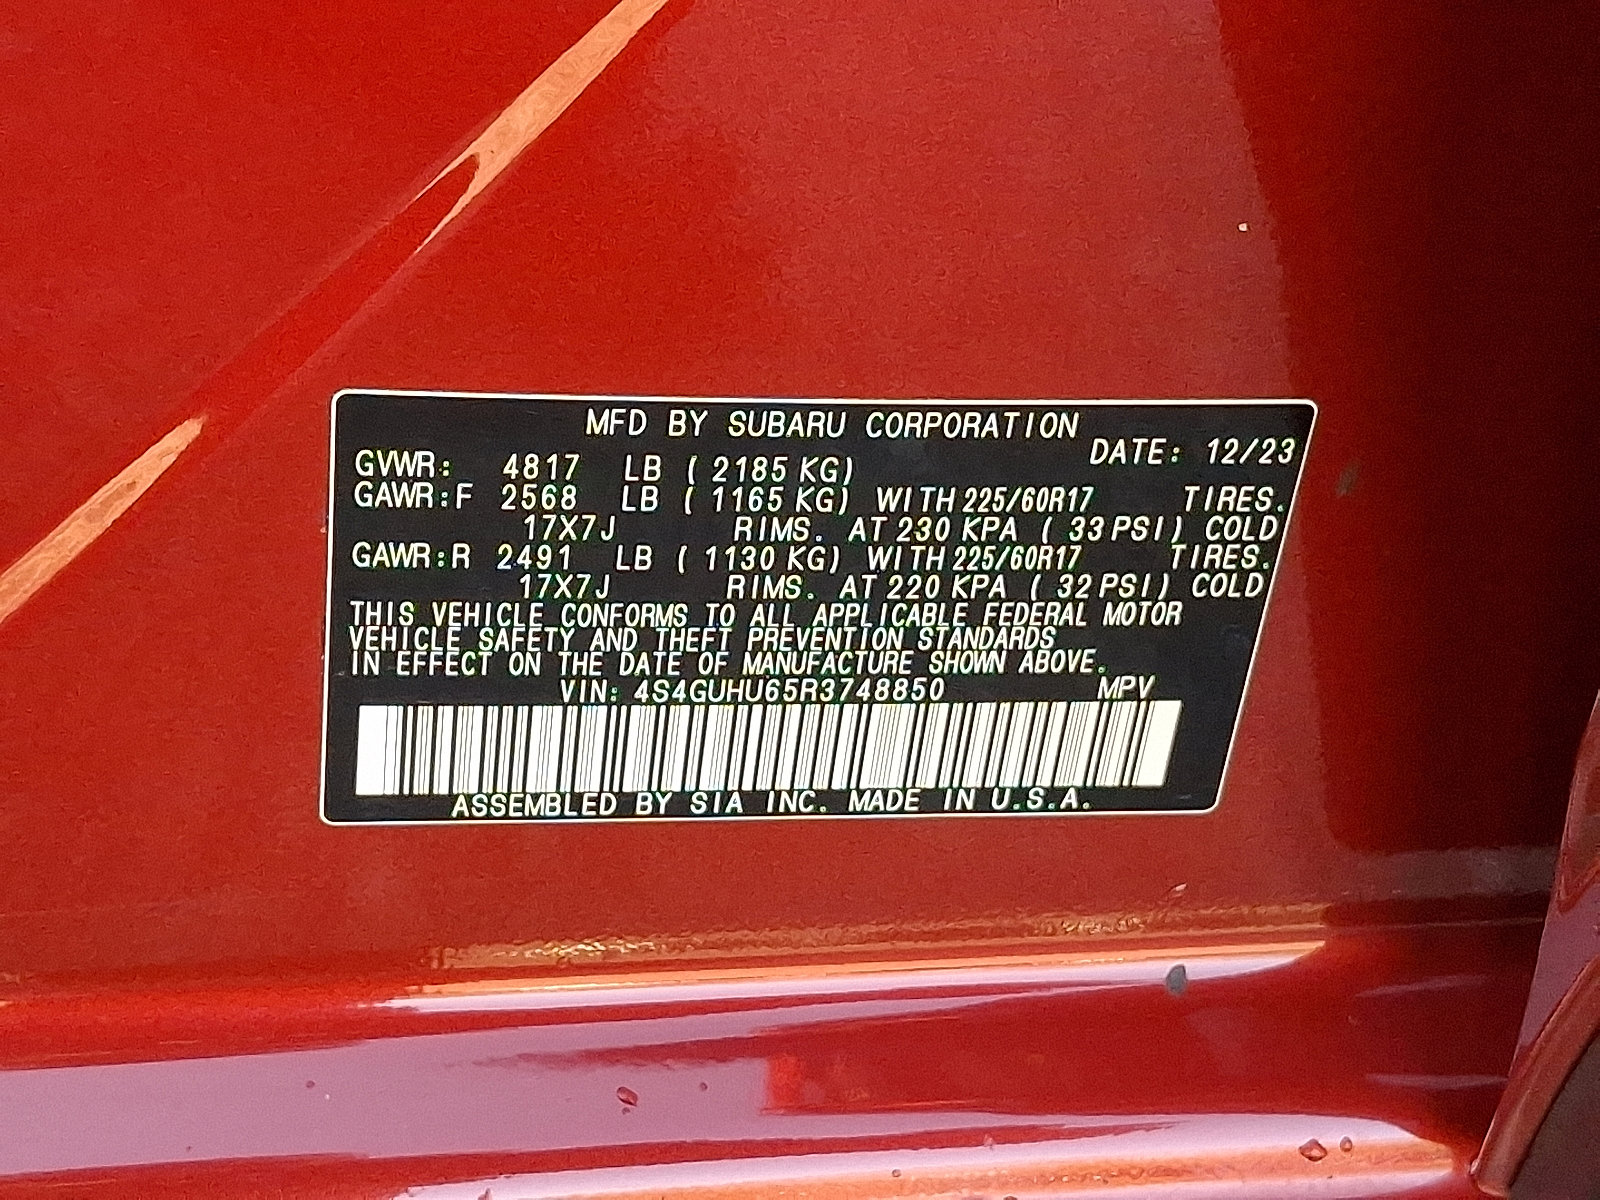 MFD BY SUBARU CORPORATION
DATE: 12/23
GVWR: 4817 LB ( 2185 KG)
GAWR:F 2568 LB ( 1165 KG) WITH 225/60R17 TIRES.
17X7J RIMS. AT 230 KPA ( 33 PSI) COLD
GAWR:R 2491 LB ( 1130 KG) WITH 225/60R17 TIRES.
17X7J RIMS. AT 220 KPA ( 32 PSI) COLD
THIS VEHICLE CONFORMS TO ALL APPLICABLE FEDERAL MOTOR
VEHICLE SAFETY AND THEFT PREVENTION STANDARDS
IN EFFECT ON THE DATE OF MANUFACTURE SHOWN ABOVE.
VIN: 4S4GUHU65R3748850 MPV
ASSEMBLED BY SIA INC. MADE IN U.S.A.